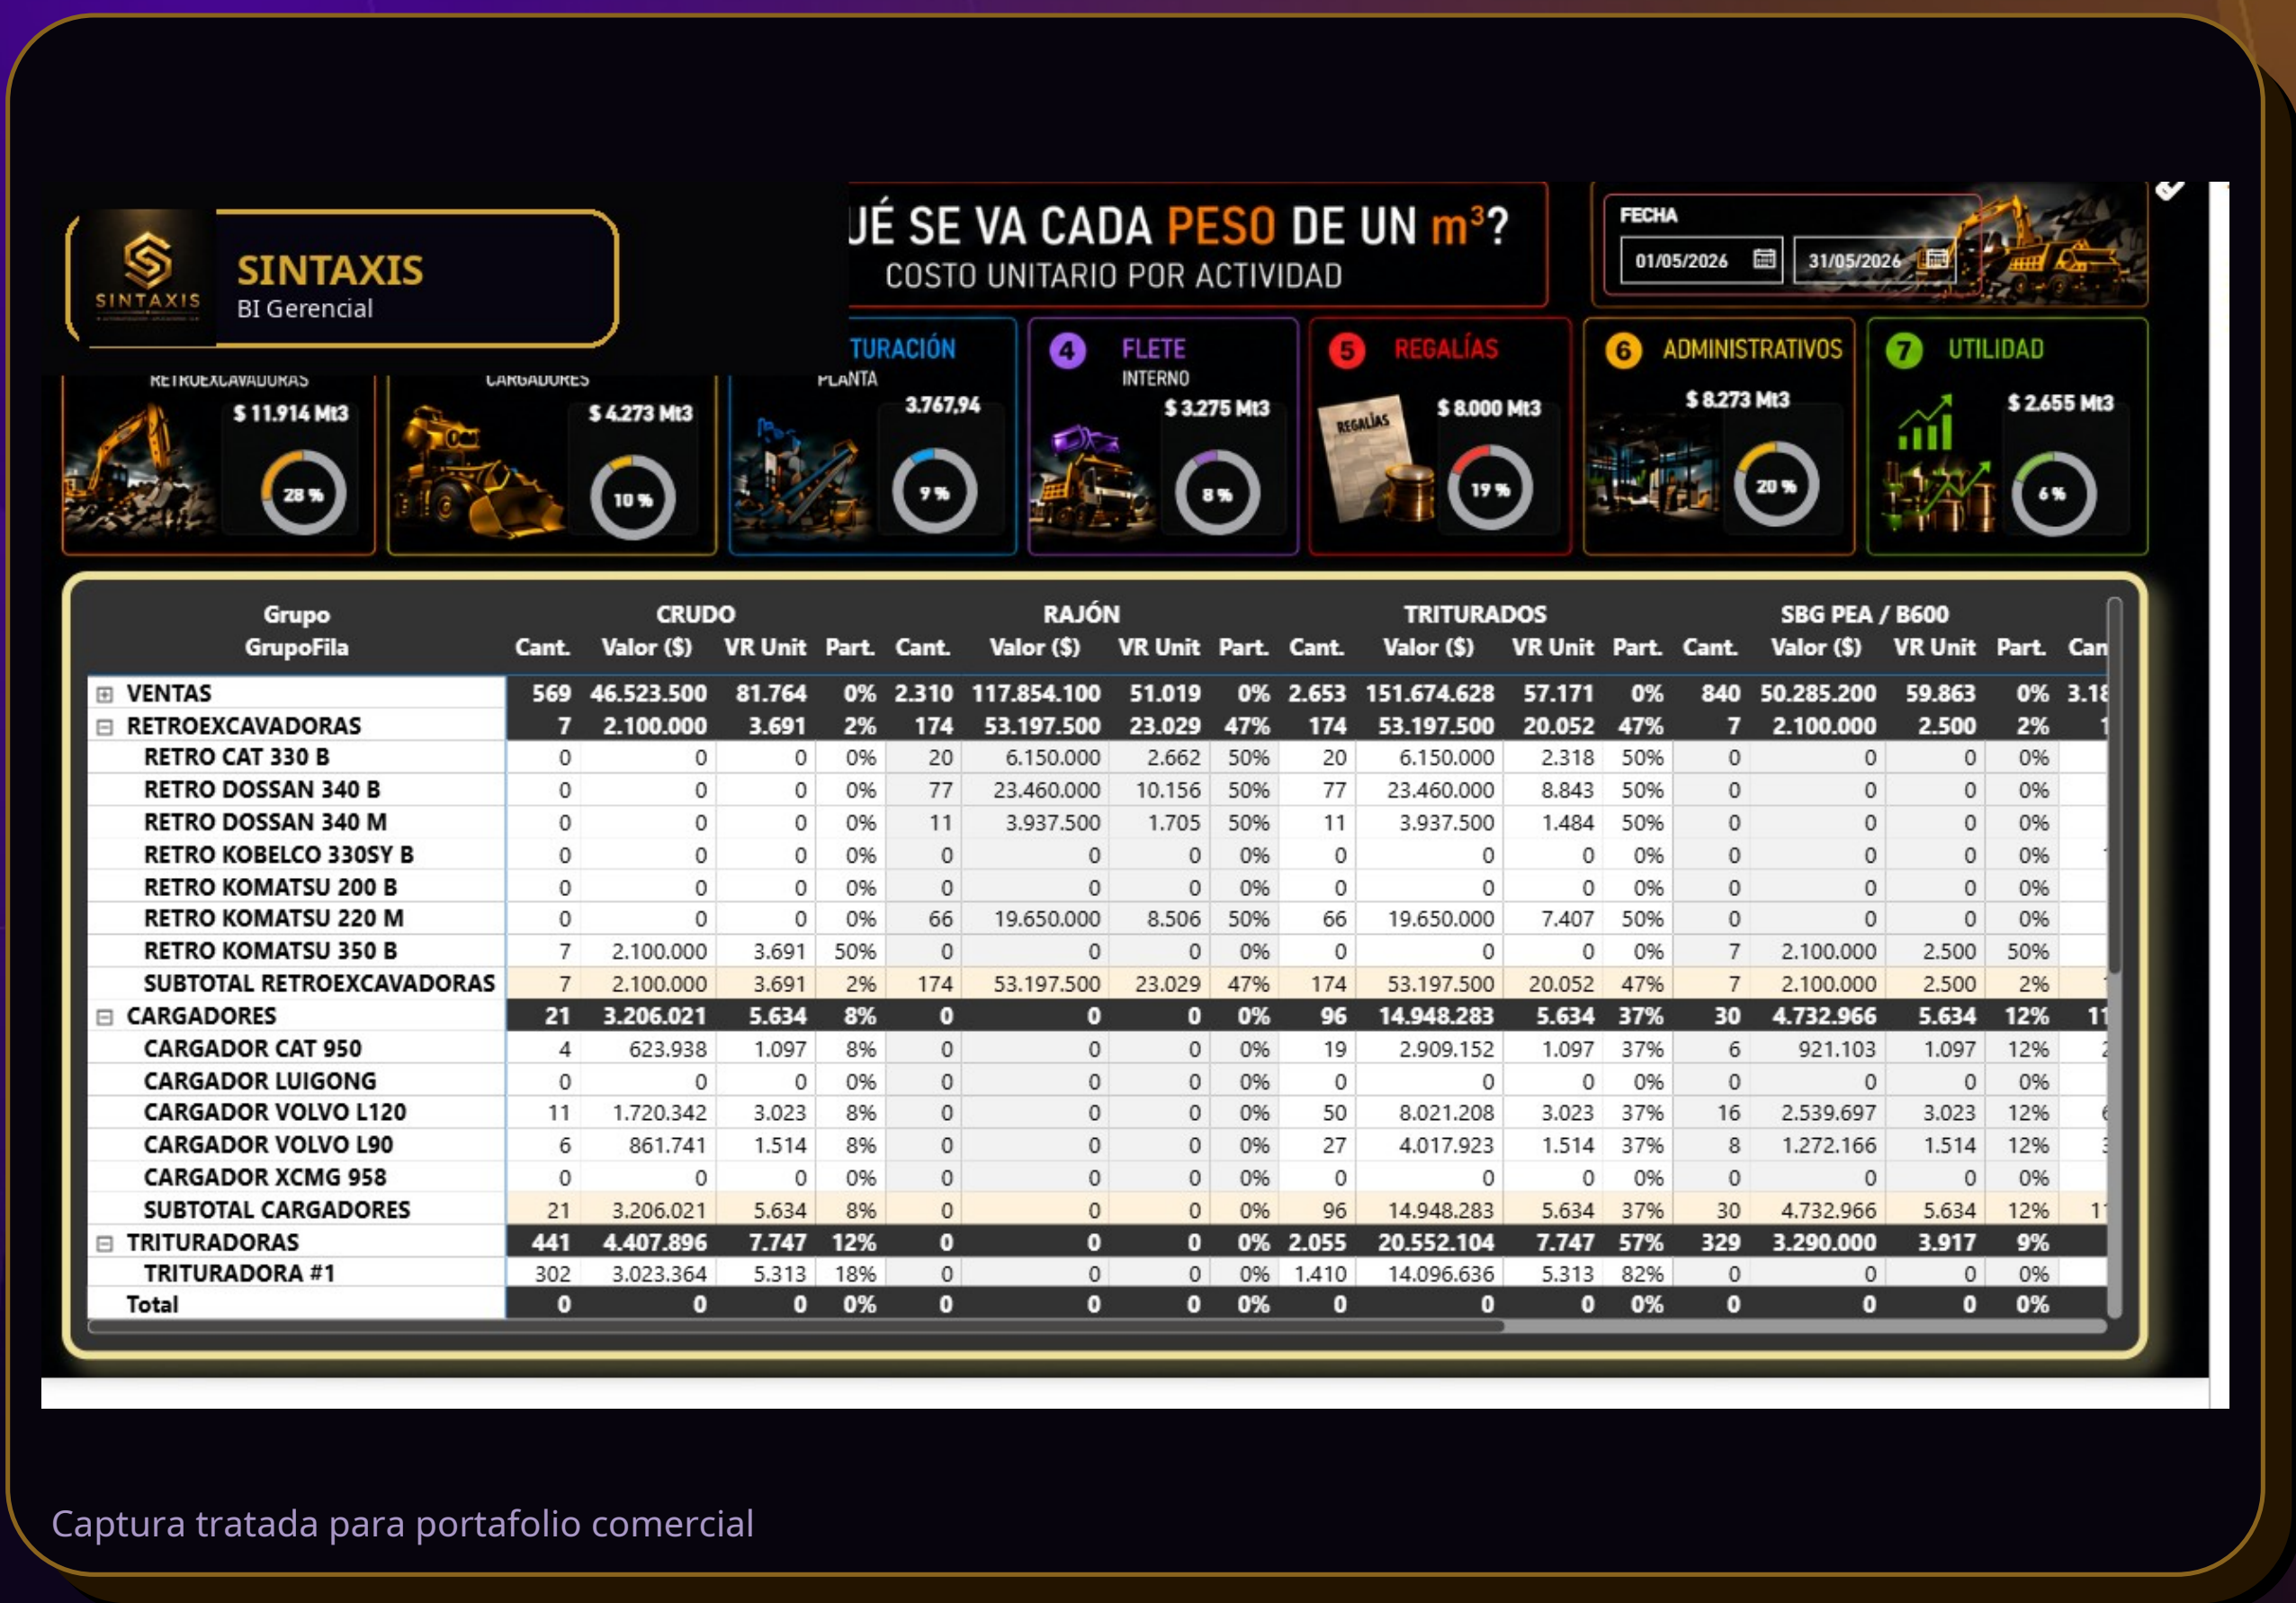 UÉ SE VA CADA PESO DE UN m³?
COSTO UNITARIO POR ACTIVIDAD
FECHA
01/05/2026 31/05/2026
SINTAXIS
SINTAXIS
BI Gerencial
RETROEXCAVADORAS
$ 11.914 Mt3
28 %
CARGADORES
$ 4.273 Mt3
10 %
TURACIÓN
PLANTA
3.767,94
9 %
4 FLETE
INTERNO
$ 3.275 Mt3
8 %
5 REGALÍAS
$ 8.000 Mt3
REGALÍAS
19 %
6 ADMINISTRATIVOS
$ 8.273 Mt3
20 %
7 UTILIDAD
$ 2.655 Mt3
6 %
Grupo CRUDO RAJÓN TRITURADOS SBG PEA / B600
GrupoFila Cant. Valor ($) VR Unit Part. Cant. Valor ($) VR Unit Part. Cant. Valor ($) VR Unit Part. Cant. Valor ($) VR Unit Part. Can
VENTAS 569 46.523.500 81.764 0% 2.310 117.854.100 51.019 0% 2.653 151.674.628 57.171 0% 840 50.285.200 59.863 0% 3.18
RETROEXCAVADORAS 7 2.100.000 3.691 2% 174 53.197.500 23.029 47% 174 53.197.500 20.052 47% 7 2.100.000 2.500 2% 1
RETRO CAT 330 B 0 0 0 0% 20 6.150.000 2.662 50% 20 6.150.000 2.318 50% 0 0 0 0%
RETRO DOSSAN 340 B 0 0 0 0% 77 23.460.000 10.156 50% 77 23.460.000 8.843 50% 0 0 0 0%
RETRO DOSSAN 340 M 0 0 0 0% 11 3.937.500 1.705 50% 11 3.937.500 1.484 50% 0 0 0 0%
RETRO KOBELCO 330SY B 0 0 0 0% 0 0 0 0% 0 0 0 0% 0 0 0 0%
RETRO KOMATSU 200 B 0 0 0 0% 0 0 0 0% 0 0 0 0% 0 0 0 0%
RETRO KOMATSU 220 M 0 0 0 0% 66 19.650.000 8.506 50% 66 19.650.000 7.407 50% 0 0 0 0%
RETRO KOMATSU 350 B 7 2.100.000 3.691 50% 0 0 0 0% 0 0 0 0% 7 2.100.000 2.500 50%
SUBTOTAL RETROEXCAVADORAS 7 2.100.000 3.691 2% 174 53.197.500 23.029 47% 174 53.197.500 20.052 47% 7 2.100.000 2.500 2%
CARGADORES 21 3.206.021 5.634 8% 0 0 0 0% 96 14.948.283 5.634 37% 30 4.732.966 5.634 12% 11
CARGADOR CAT 950 4 623.938 1.097 8% 0 0 0 0% 19 2.909.152 1.097 37% 6 921.103 1.097 12%
CARGADOR LUIGONG 0 0 0 0% 0 0 0 0% 0 0 0 0% 0 0 0 0%
CARGADOR VOLVO L120 11 1.720.342 3.023 8% 0 0 0 0% 50 8.021.208 3.023 37% 16 2.539.697 3.023 12%
CARGADOR VOLVO L90 6 861.741 1.514 8% 0 0 0 0% 27 4.017.923 1.514 37% 8 1.272.166 1.514 12%
CARGADOR XCMG 958 0 0 0 0% 0 0 0 0% 0 0 0 0% 0 0 0 0%
SUBTOTAL CARGADORES 21 3.206.021 5.634 8% 0 0 0 0% 96 14.948.283 5.634 37% 30 4.732.966 5.634 12% 11
TRITURADORAS 441 4.407.896 7.747 12% 0 0 0 0% 2.055 20.552.104 7.747 57% 329 3.290.000 3.917 9%
TRITURADORA #1 302 3.023.364 5.313 18% 0 0 0 0% 1.410 14.096.636 5.313 82% 0 0 0 0%
Total 0 0 0 0% 0 0 0 0% 0 0 0 0% 0 0 0 0%
Captura tratada para portafolio comercial